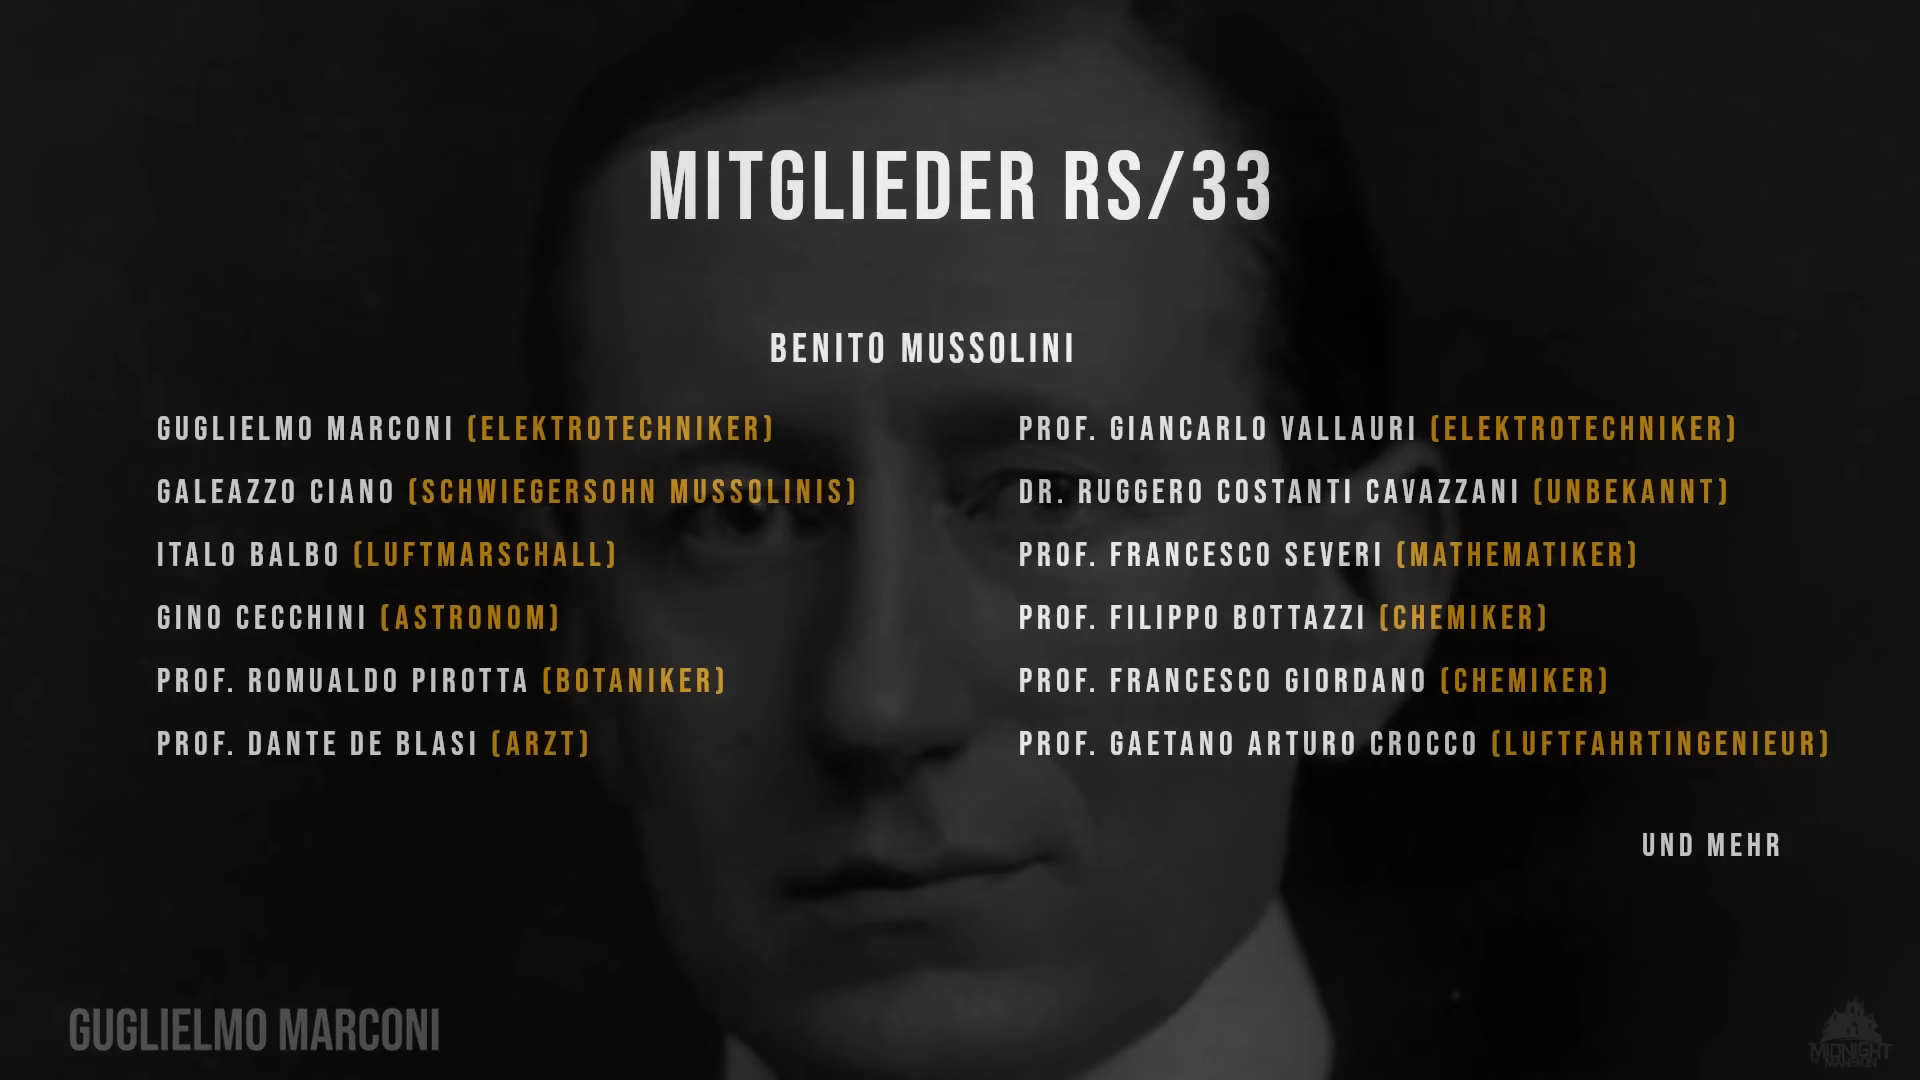 MITGLIEDER RS/33
BENITO MUSSOLINI
GUGLIELMO MARCONI (ELEKTROTECHNIKER)
GALEAZZO CIANO (SCHWIEGERSOHN MUSSOLINIS)
ITALO BALBO (LUFTMARSCHALL)
GINO CECCHINI (ASTRONOM)
PROF. ROMUALDO PIROTTA (BOTANIKER)
PROF. DANTE DE BLASI (ARZT)
PROF. GIANCARLO VALLAURI (ELEKTROTECHNIKER)
DR. RUGGERO COSTANTI CAVAZZANI (UNBEKANNT)
PROF. FRANCESCO SEVERI (MATHEMATIKER)
PROF. FILIPPO BOTTAZZI (CHEMIKER)
PROF. FRANCESCO GIORDANO (CHEMIKER)
PROF. GAETANO ARTURO CROCCO (LUFTFAHRTINGENIEUR)
UND MEHR
GUGLIELMO MARCONI
MIDNIGHT
MANSION